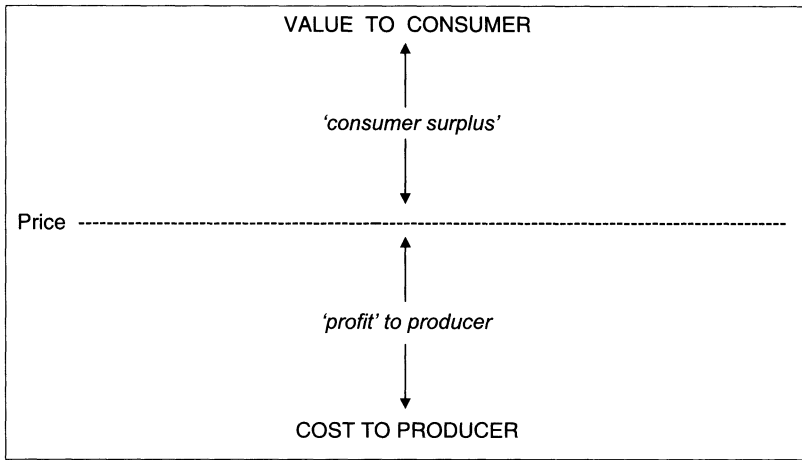 VALUE TO CONSUMER
'consumer surplus'
Price
'profit' to producer
COST TO PRODUCER